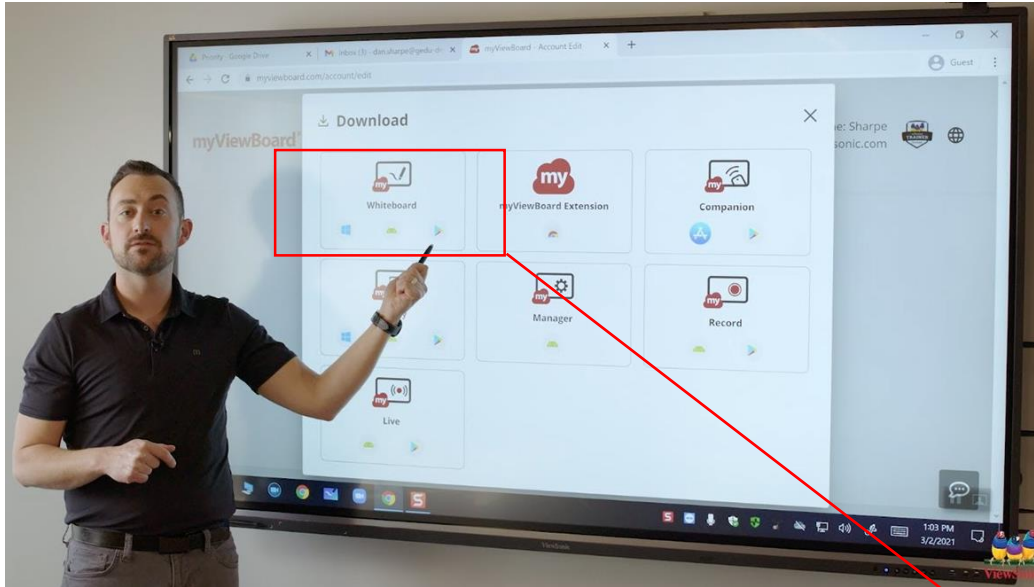 Priority - Google Drive
Inbox (3) - dan.sharpe@gedu-di
myViewBoard - Account Edit
myviewboard.com/account/edit
Guest
Download
myViewBoard
e: Sharpe
sonic.com
my
Whiteboard
my
myViewBoard Extension
my
Companion
my
my
Manager
my
Record
my
Live
1:03 PM
3/2/2021
ViewSonic